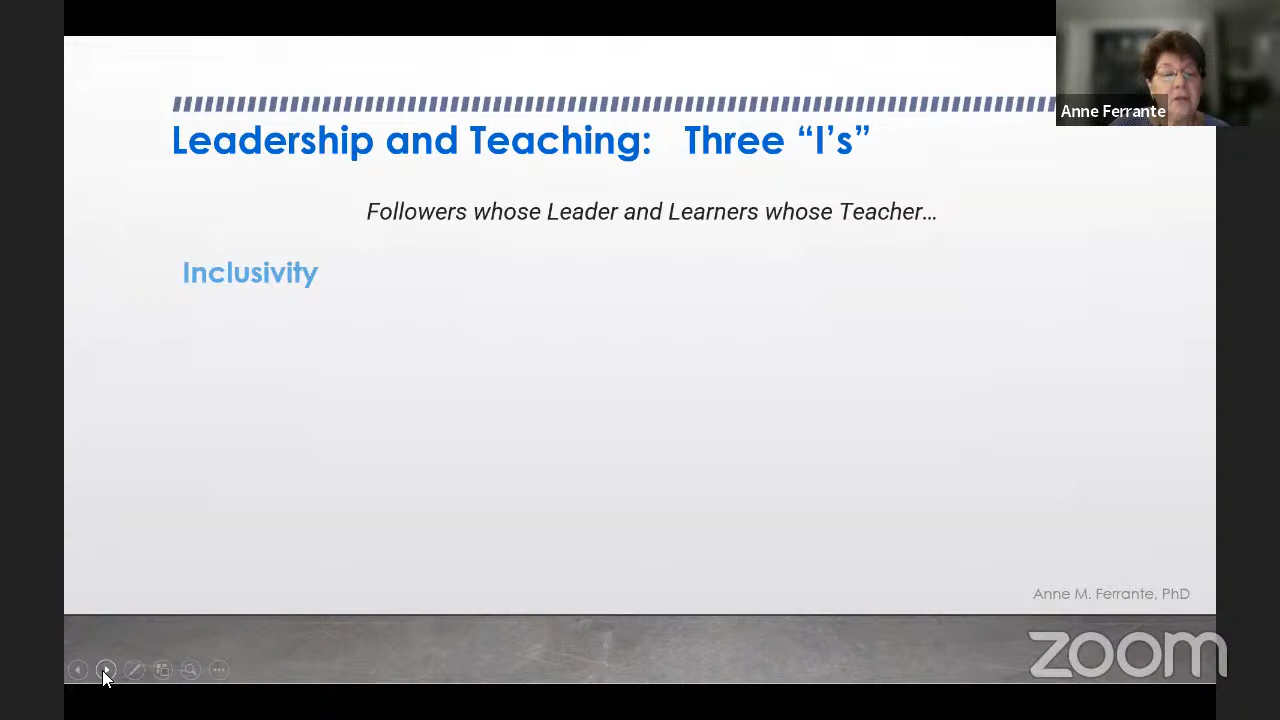 Anne Ferrante
Leadership and Teaching: Three “I’s”
Followers whose Leader and Learners whose Teacher…
Inclusivity
Anne M. Ferrante, PhD
zoom